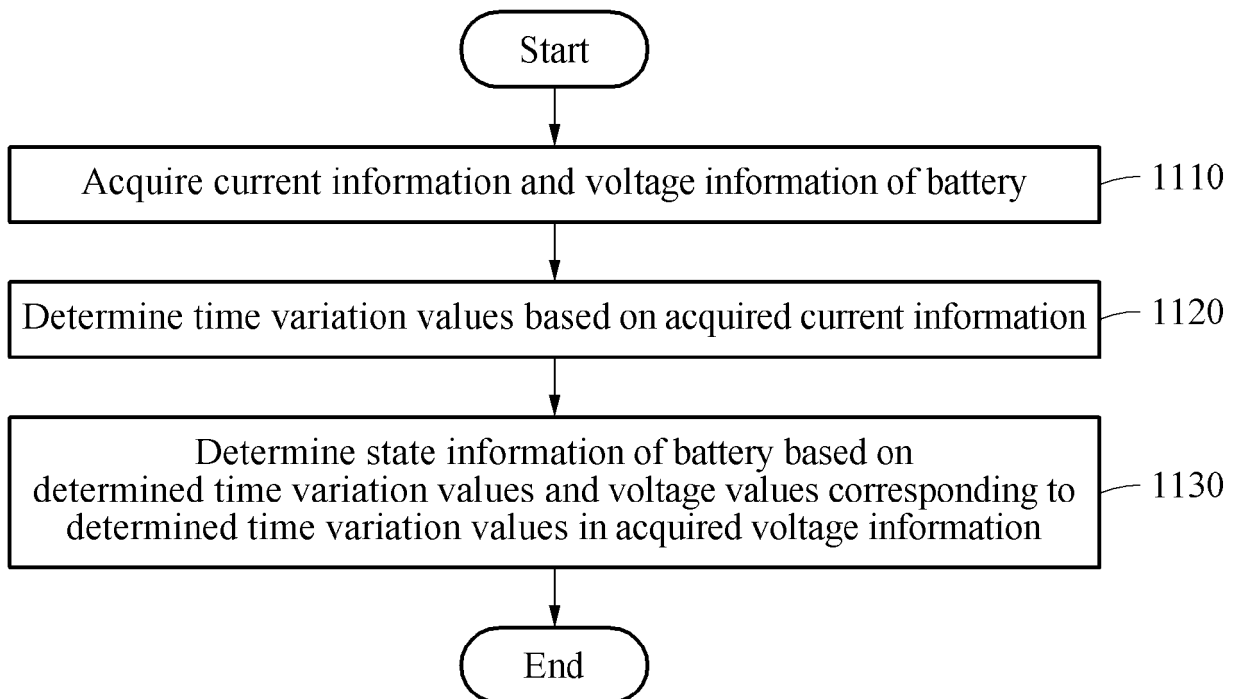 Start
Acquire current information and voltage information of battery
1110
Determine time variation values based on acquired current information
1120
Determine state information of battery based on
determined time variation values and voltage values corresponding to
determined time variation values in acquired voltage information
1130
End